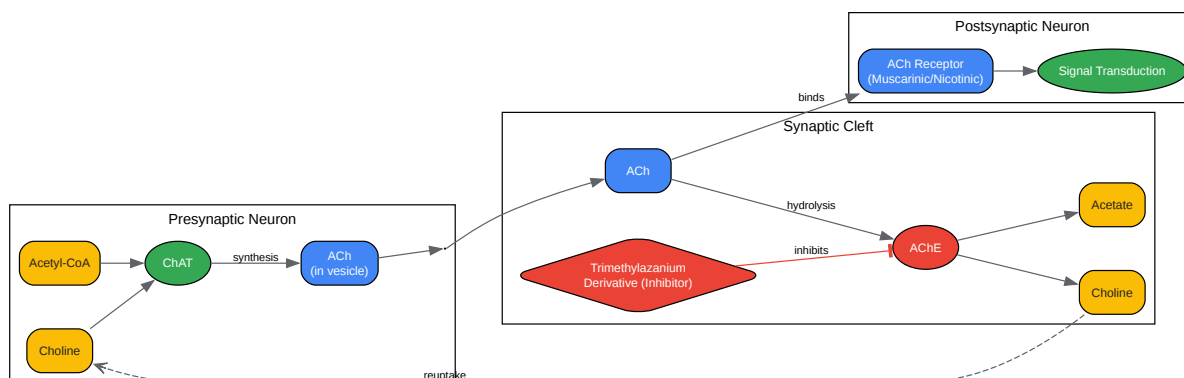 Postsynaptic Neuron
ACh Receptor
(Muscarinic/Nicotinic)
Signal Transduction
binds
Synaptic Cleft
ACh
hydrolysis
Acetate
AChE
inhibits
Trimethylazanium
Derivative (Inhibitor)
Choline
Presynaptic Neuron
Acetyl-CoA
ChAT
synthesis
ACh
(in vesicle)
Choline
reuptake